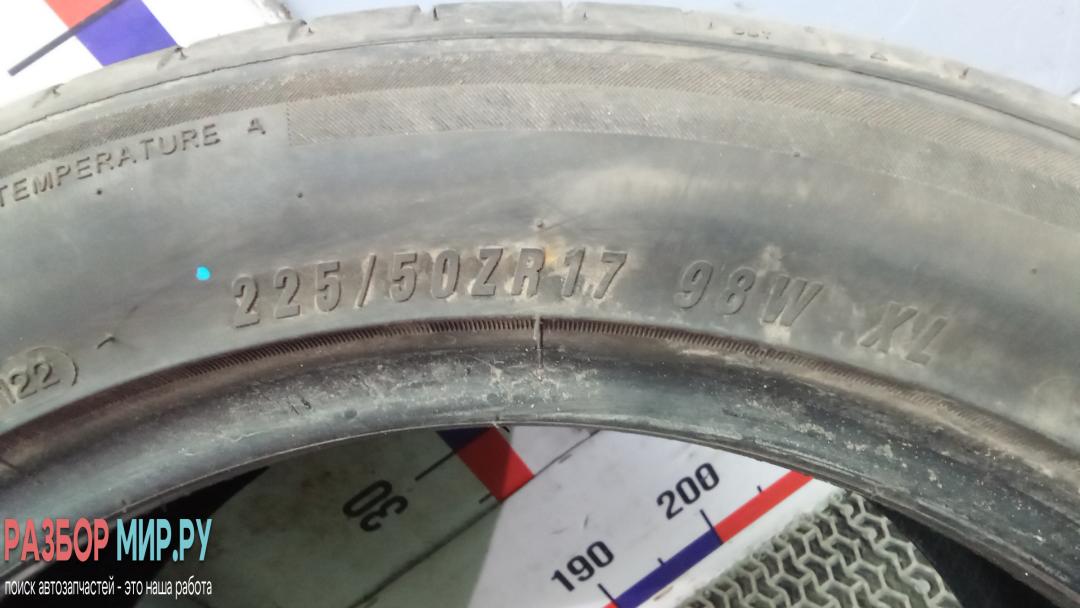 TEMPERATURE A
225/50ZR17 98W XL
122
30
200
190
РАЗБОР МИР.РУ
поиск автозапчастей - это наша работа